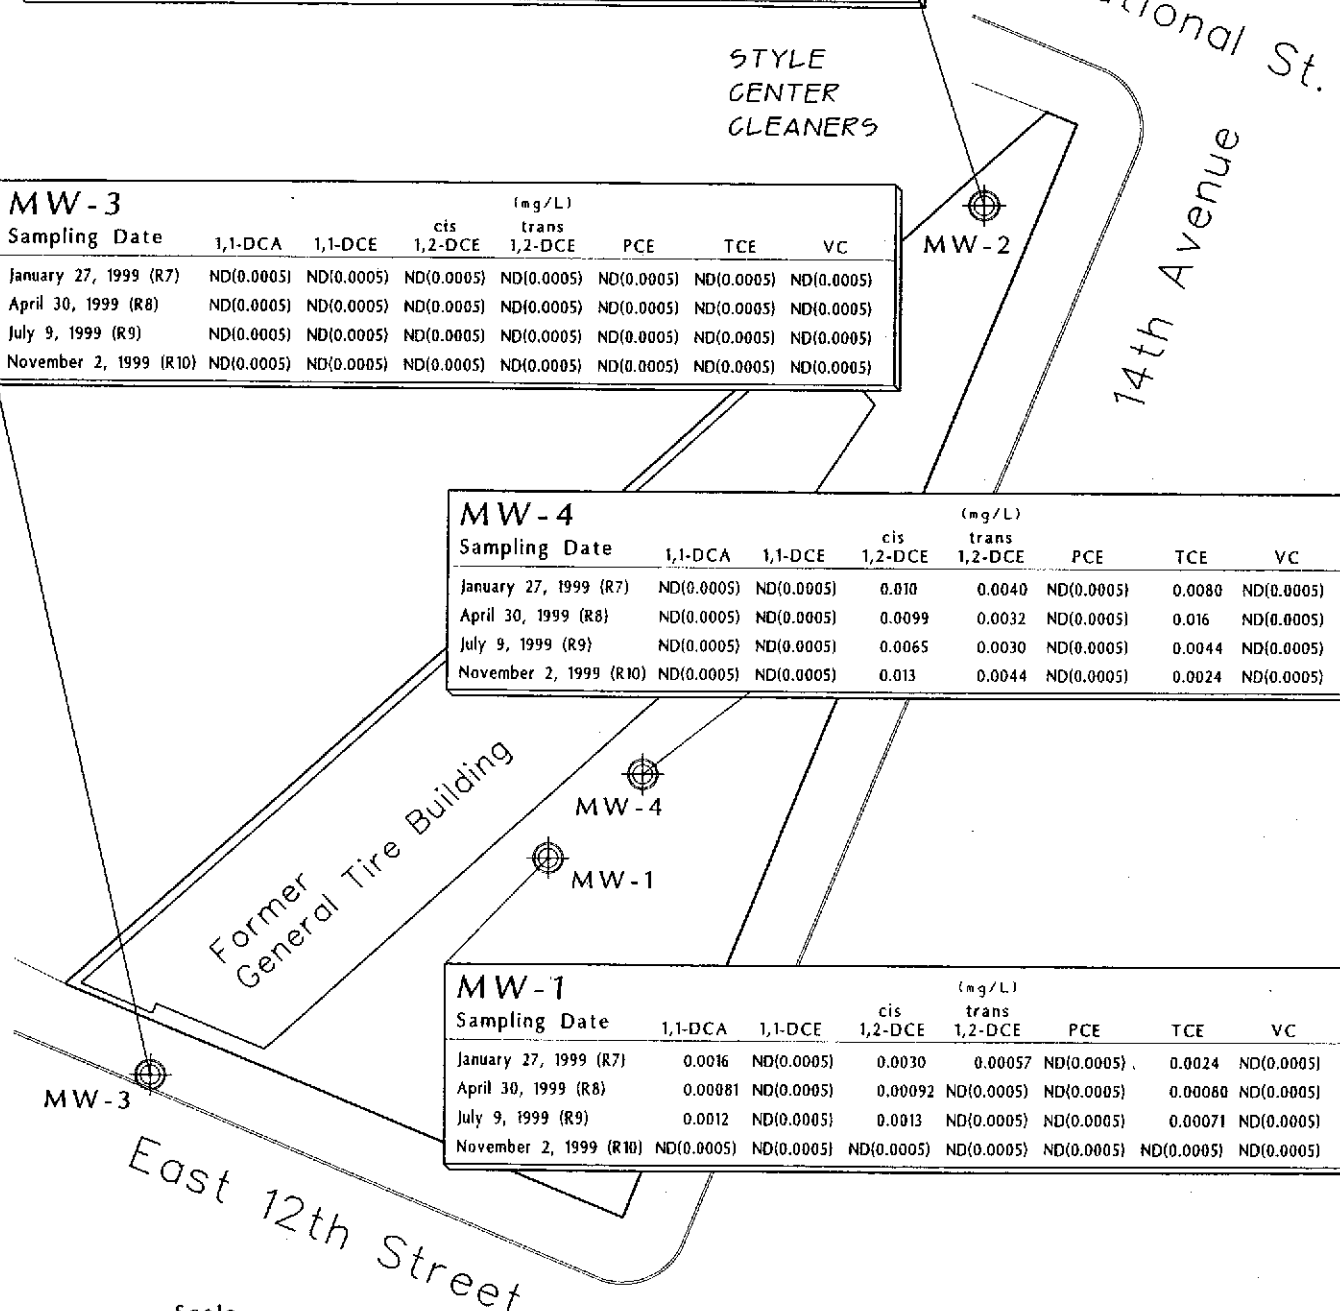 St.
STYLE
CENTER
CLEANERS
14th Avenue
MW-2
MW-3 (mg/L)
Sampling Date 1,1-DCA 1,1-DCE cis 1,2-DCE trans 1,2-DCE PCE TCE VC
January 27, 1999 (R7) ND(0.0005) ND(0.0005) ND(0.0005) ND(0.0005) ND(0.0005) ND(0.0005) ND(0.0005)
April 30, 1999 (R8) ND(0.0005) ND(0.0005) ND(0.0005) ND(0.0005) ND(0.0005) ND(0.0005) ND(0.0005)
July 9, 1999 (R9) ND(0.0005) ND(0.0005) ND(0.0005) ND(0.0005) ND(0.0005) ND(0.0005) ND(0.0005)
November 2, 1999 (R10) ND(0.0005) ND(0.0005) ND(0.0005) ND(0.0005) ND(0.0005) ND(0.0005) ND(0.0005)
MW-4 (mg/L)
Sampling Date 1,1-DCA 1,1-DCE cis 1,2-DCE trans 1,2-DCE PCE TCE VC
January 27, 1999 (R7) ND(0.0005) ND(0.0005) 0.010 0.0040 ND(0.0005) 0.0080 ND(0.0005)
April 30, 1999 (R8) ND(0.0005) ND(0.0005) 0.0099 0.0032 ND(0.0005) 0.016 ND(0.0005)
July 9, 1999 (R9) ND(0.0005) ND(0.0005) 0.0065 0.0030 ND(0.0005) 0.0044 ND(0.0005)
November 2, 1999 (R10) ND(0.0005) ND(0.0005) 0.013 0.0044 ND(0.0005) 0.0024 ND(0.0005)
Former
General Tire Building
MW-4
MW-1
MW-1 (mg/L)
Sampling Date 1,1-DCA 1,1-DCE cis 1,2-DCE trans 1,2-DCE PCE TCE VC
January 27, 1999 (R7) 0.0016 ND(0.0005) 0.0030 0.00057 ND(0.0005) 0.0024 ND(0.0005)
April 30, 1999 (R8) 0.00081 ND(0.0005) 0.00092 ND(0.0005) ND(0.0005) 0.00080 ND(0.0005)
July 9, 1999 (R9) 0.0012 ND(0.0005) 0.0013 ND(0.0005) ND(0.0005) 0.00071 ND(0.0005)
November 2, 1999 (R10) ND(0.0005) ND(0.0005) ND(0.0005) ND(0.0005) ND(0.0005) ND(0.0005) ND(0.0005)
MW-3
East 12th Street